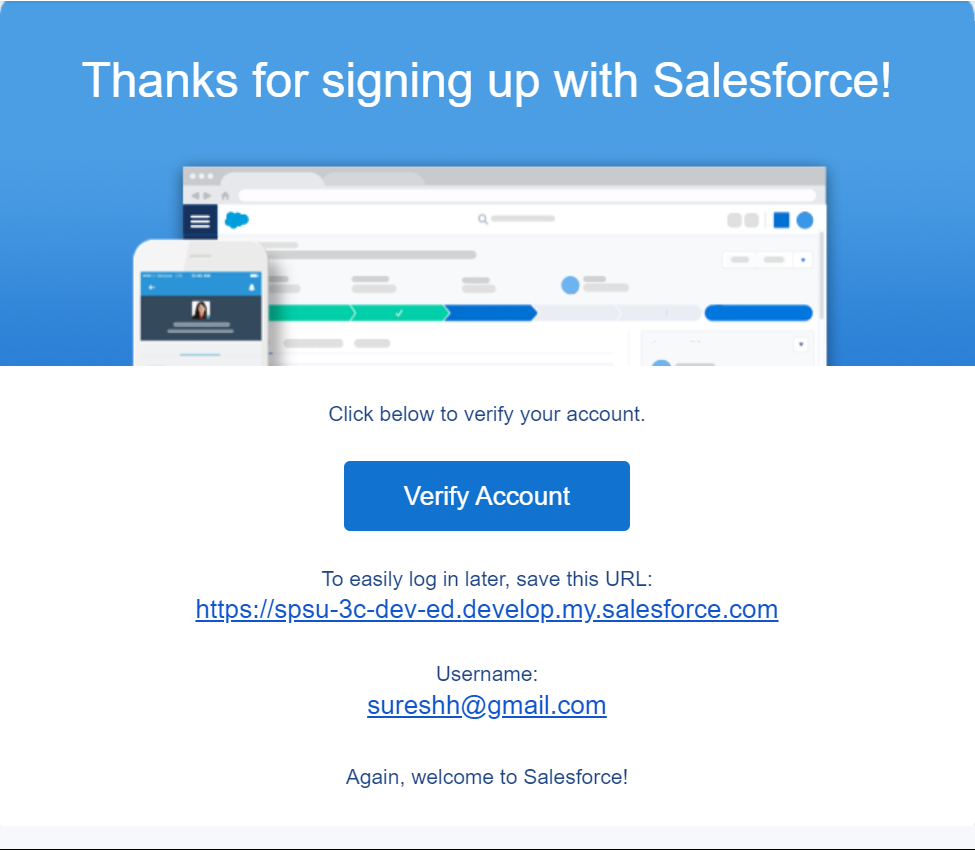 Thanks for signing up with Salesforce!
Click below to verify your account.
Verify Account
To easily log in later, save this URL:
https://spsu-3c-dev-ed.develop.my.salesforce.com
Username:
sureshh@gmail.com
Again, welcome to Salesforce!